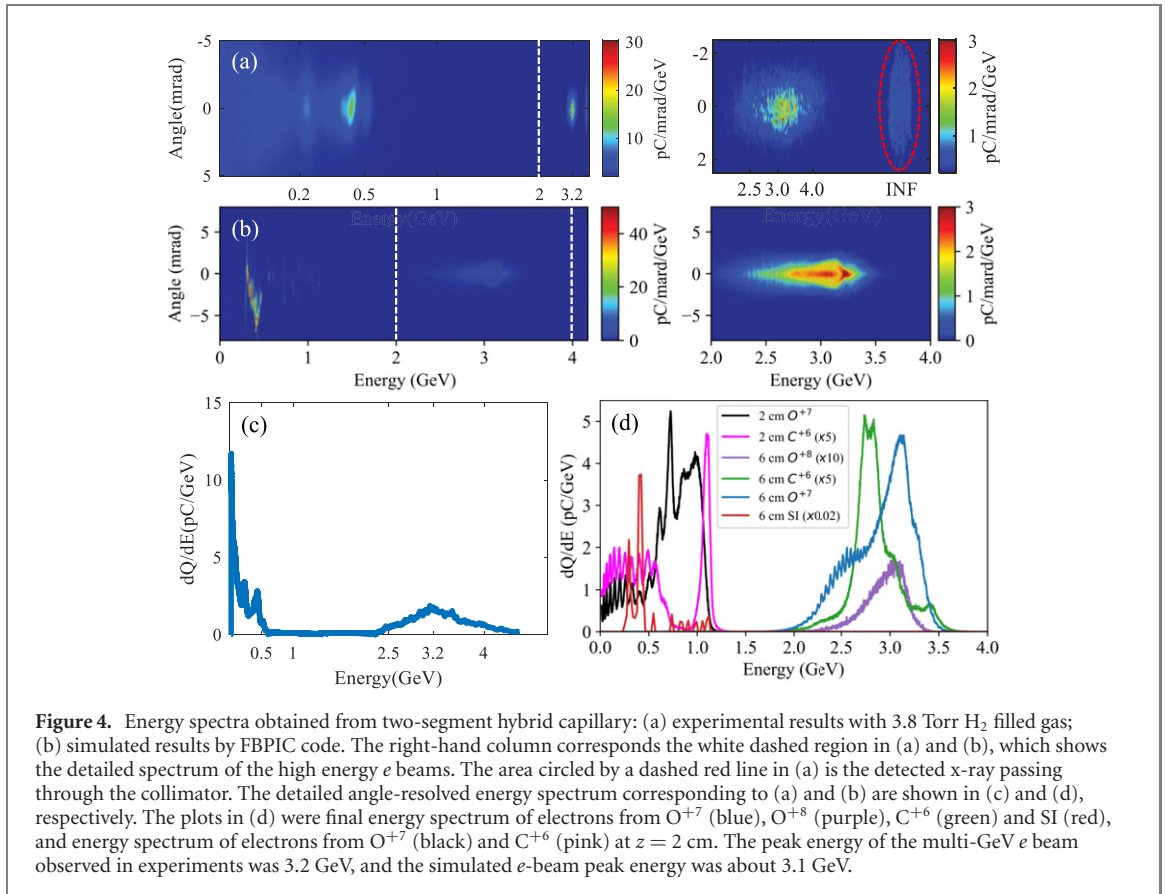 -5
0
5
Angle(mrad)
(a)
0.2 0.5 1 2 3.2
Energy(GeV)
30
20
10
pC/mrad/GeV
-2
0
2
2.5 3.0 4.0 INF
Energy(GeV)
3
2
1
pC/mrad/GeV
5
0
−5
Angle (mrad)
(b)
0 1 2 3 4
Energy (GeV)
40
20
0
pC/mard/GeV
5
0
−5
2.0 2.5 3.0 3.5 4.0
Energy (GeV)
3
2
1
0
pC/mrad/GeV
15
10
5
0
dQ/dE(pC/GeV)
(c)
0.5 1 2.5 3.2 4
Energy(GeV)
5
4
3
2
1
0
dQ/dE (pC/GeV)
(d)
2 cm O+7
2 cm C+6 (x5)
6 cm O+8 (x10)
6 cm C+6 (x5)
6 cm O+7
6 cm SI (x0.02)
0.0 0.5 1.0 1.5 2.0 2.5 3.0 3.5 4.0
Energy (GeV)
Figure 4. Energy spectra obtained from two-segment hybrid capillary: (a) experimental results with 3.8 Torr H₂ filled gas;
(b) simulated results by FBPIC code. The right-hand column corresponds the white dashed region in (a) and (b), which shows
the detailed spectrum of the high energy e beams. The area circled by a dashed red line in (a) is the detected x-ray passing
through the collimator. The detailed angle-resolved energy spectrum corresponding to (a) and (b) are shown in (c) and (d),
respectively. The plots in (d) were final energy spectrum of electrons from O⁺⁷ (blue), O⁺⁸ (purple), C⁺⁶ (green) and SI (red),
and energy spectrum of electrons from O⁺⁷ (black) and C⁺⁶ (pink) at z = 2 cm. The peak energy of the multi-GeV e beam
observed in experiments was 3.2 GeV, and the simulated e-beam peak energy was about 3.1 GeV.